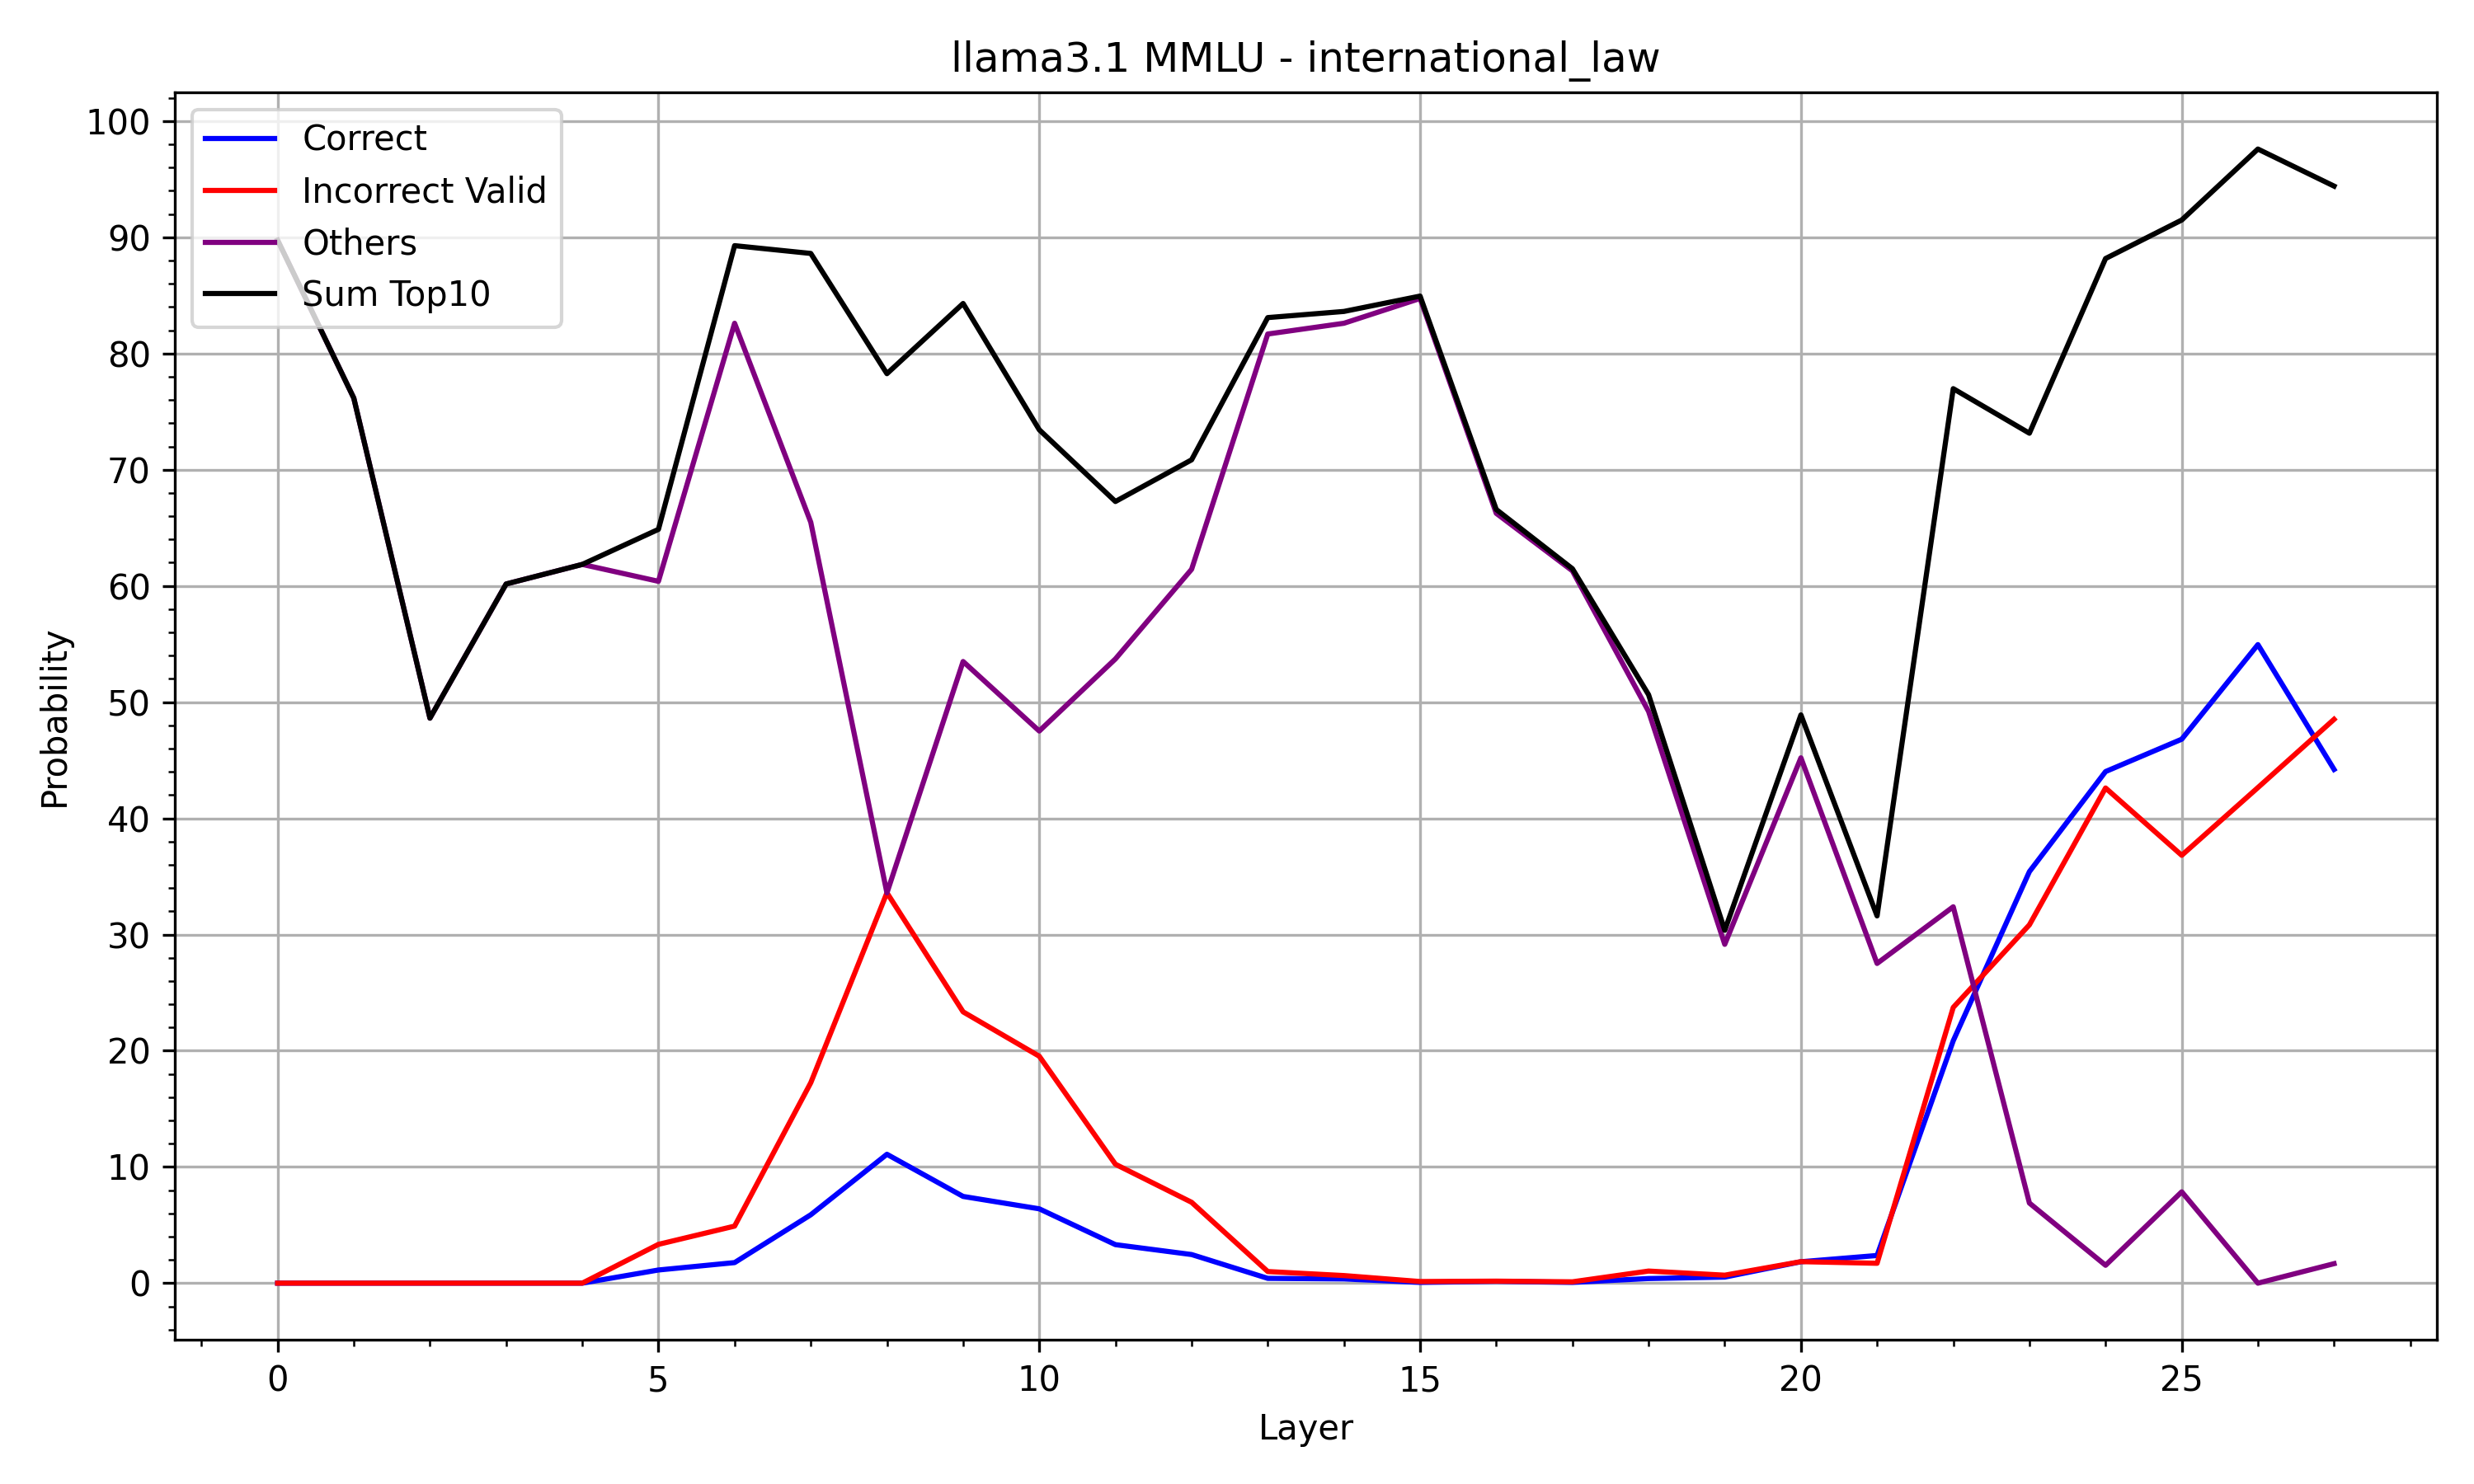 llama3.1 MMLU - international_law
Correct
Incorrect Valid
Others
Sum Top10
100
90
80
70
60
50
40
30
20
10
0
Probability
0 5 10 15 20 25
Layer